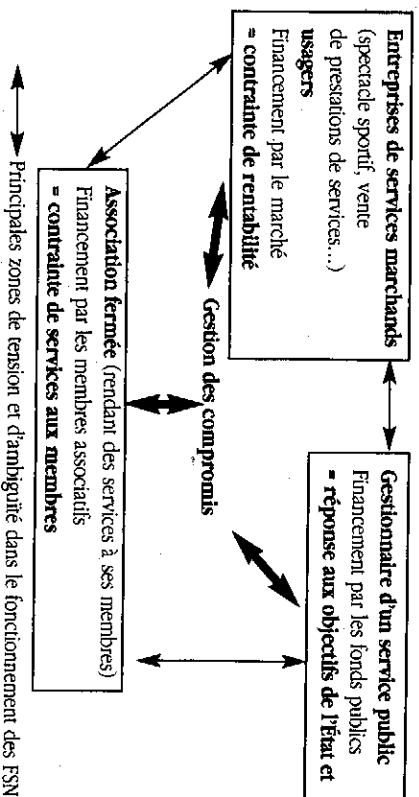 Entreprises de services marchands
(spectacle sportif, vente
de prestations de services...)
usagers
Financement par le marché
= contrainte de rentabilité
Gestionnaire d'un service public
Financement par les fonds publics
= réponse aux objectifs de l'État et
Gestion des compromis
Association fermée (rendant des services à ses membres)
Financement par les membres associatifs
= contrainte de services aux membres
Principales zones de tension et d'ambiguïté dans le fonctionnement des FSN